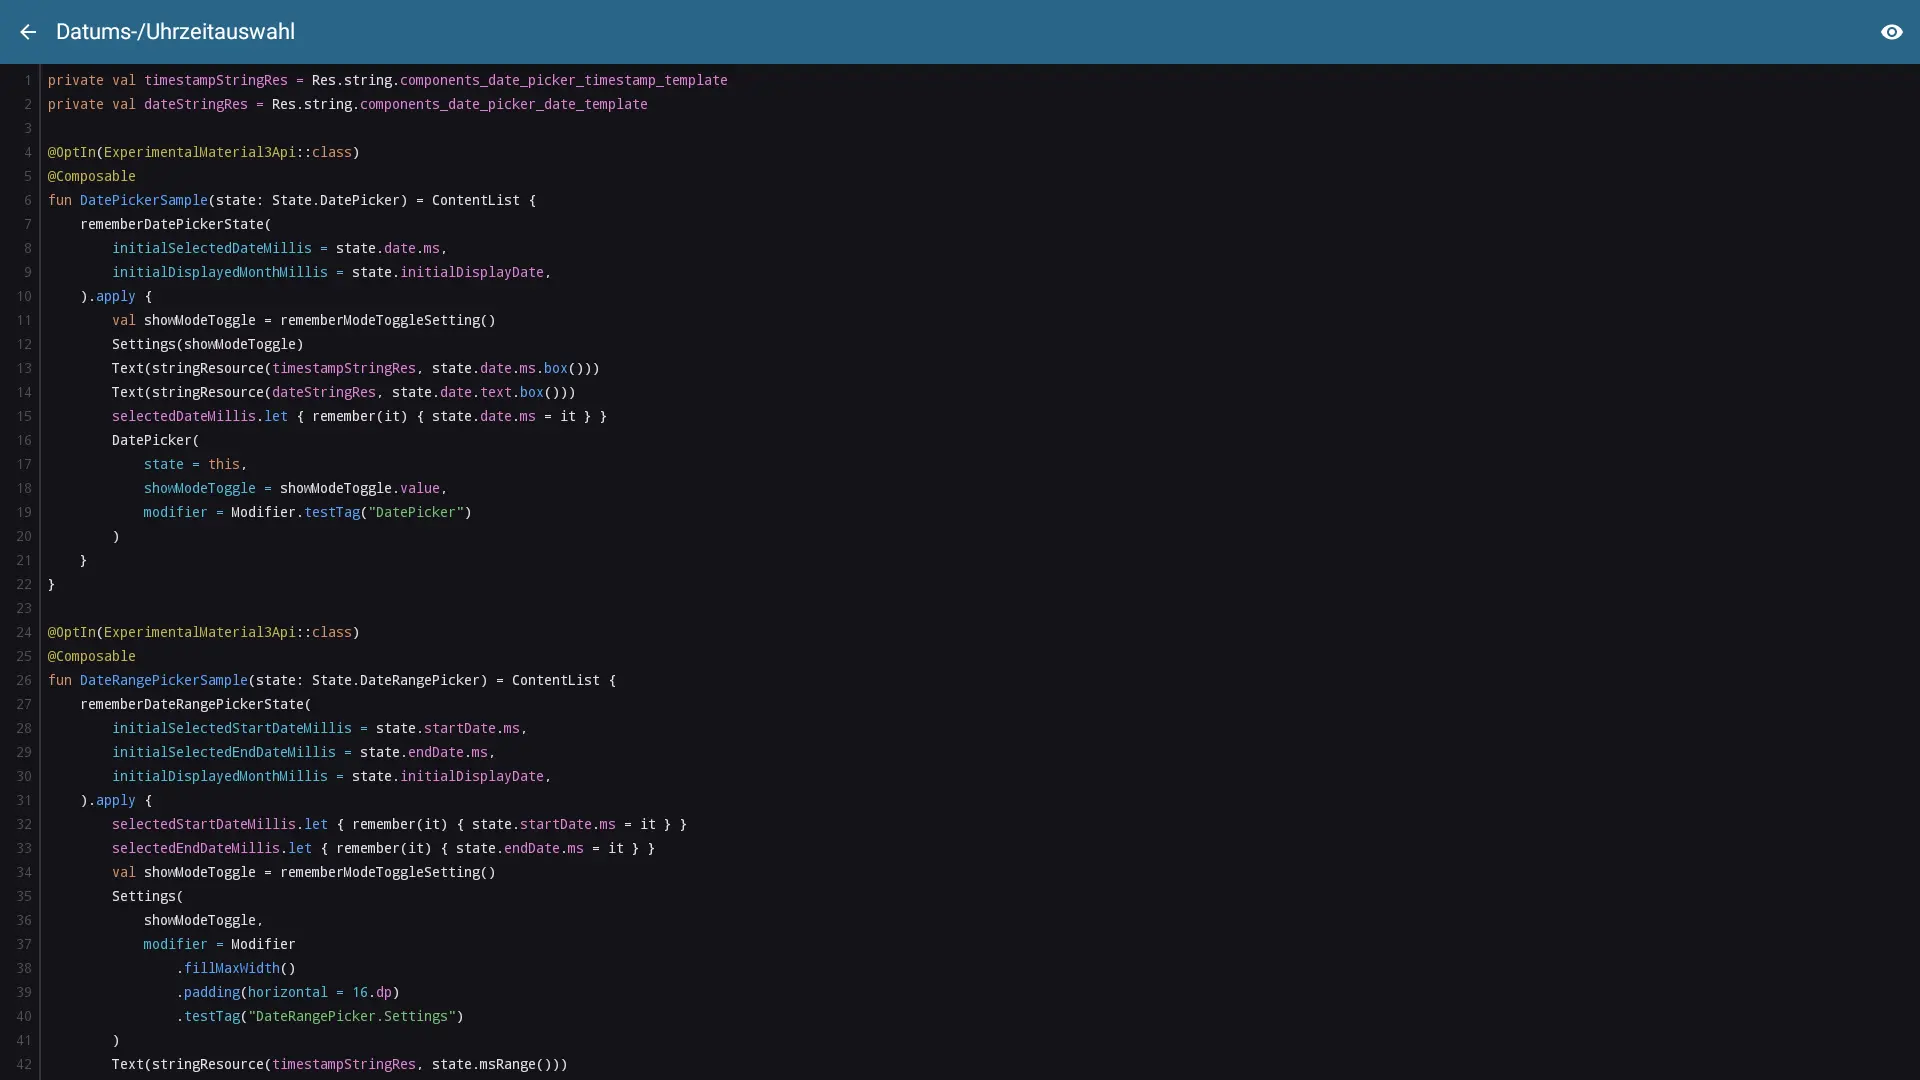 Datums-/Uhrzeitauswahl
1 private val timestampStringRes = Res.string.components_date_picker_timestamp_template
2 private val dateStringRes = Res.string.components_date_picker_date_template
3
4 @OptIn(ExperimentalMaterial3Api::class)
5 @Composable
6 fun DatePickerSample(state: State.DatePicker) = ContentList {
7     rememberDatePickerState(
8         initialSelectedDateMillis = state.date.ms,
9         initialDisplayedMonthMillis = state.initialDisplayDate,
10     ).apply {
11         val showModeToggle = rememberModeToggleSetting()
12         Settings(showModeToggle)
13         Text(stringResource(timestampStringRes, state.date.ms.box()))
14         Text(stringResource(dateStringRes, state.date.text.box()))
15         selectedDateMillis.let { remember(it) { state.date.ms = it } }
16         DatePicker(
17             state = this,
18             showModeToggle = showModeToggle.value,
19             modifier = Modifier.testTag("DatePicker")
20         )
21     }
22 }
23
24 @OptIn(ExperimentalMaterial3Api::class)
25 @Composable
26 fun DateRangePickerSample(state: State.DateRangePicker) = ContentList {
27     rememberDateRangePickerState(
28         initialSelectedStartDateMillis = state.startDate.ms,
29         initialSelectedEndDateMillis = state.endDate.ms,
30         initialDisplayedMonthMillis = state.initialDisplayDate,
31     ).apply {
32         selectedStartDateMillis.let { remember(it) { state.startDate.ms = it } }
33         selectedEndDateMillis.let { remember(it) { state.endDate.ms = it } }
34         val showModeToggle = rememberModeToggleSetting()
35         Settings(
36             showModeToggle,
37             modifier = Modifier
38                 .fillMaxWidth()
39                 .padding(horizontal = 16.dp)
40                 .testTag("DateRangePicker.Settings")
41         )
42         Text(stringResource(timestampStringRes, state.msRange()))